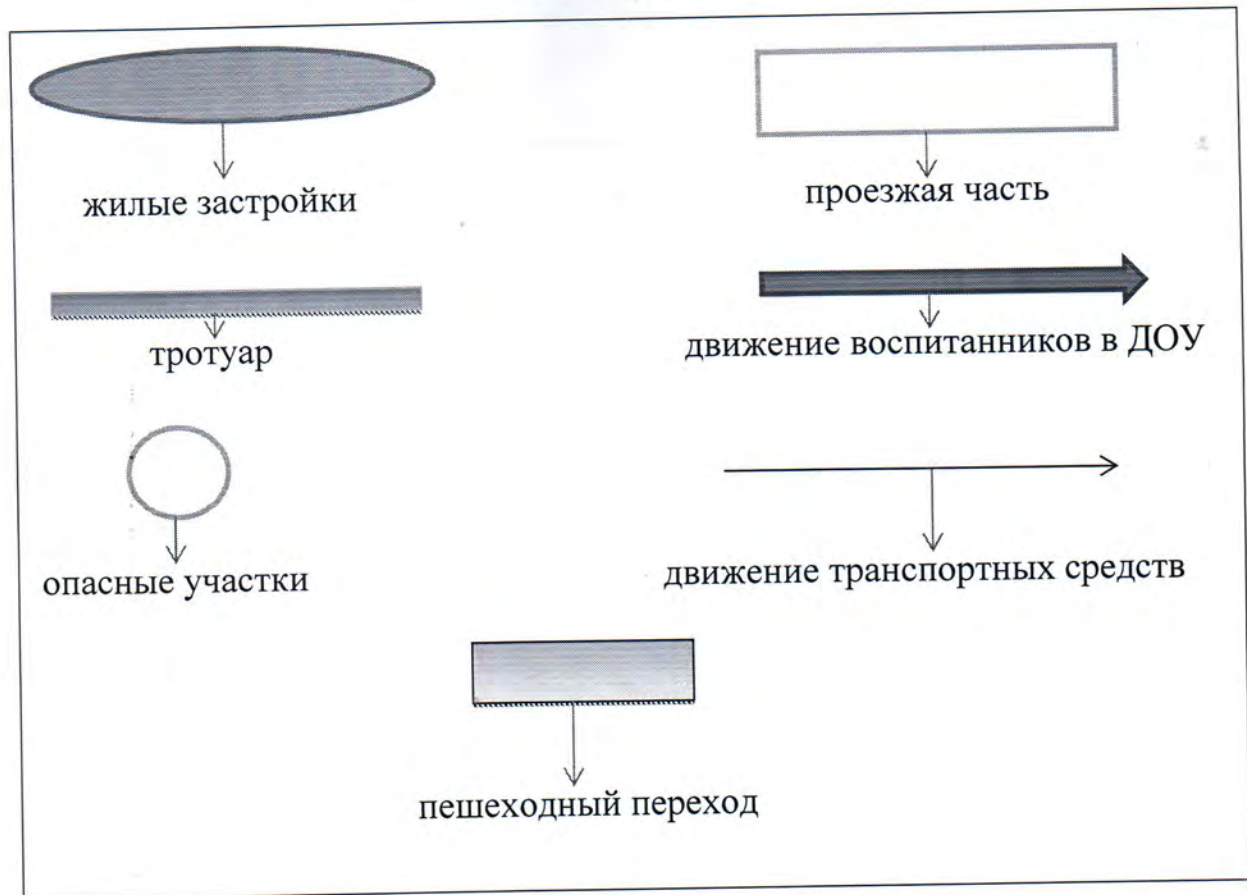 жилые застройки
проезжая часть
тротуар
движение воспитанников в ДОУ
опасные участки
движение транспортных средств
пешеходный переход